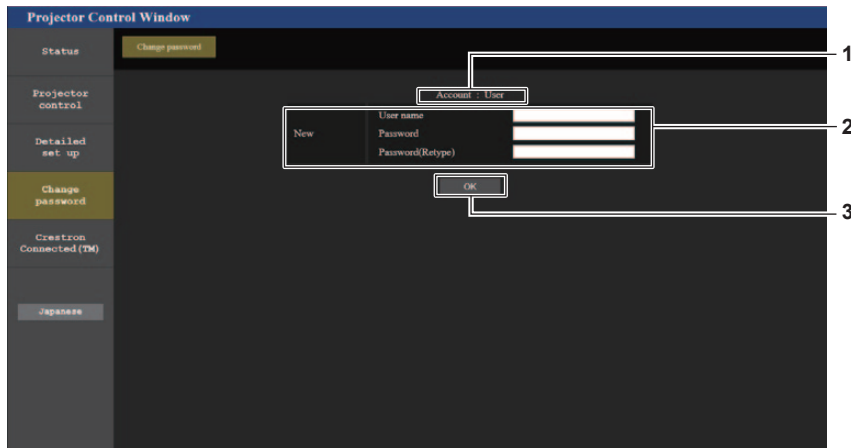 Projector Control Window
Status
Change password
1
Projector
control
Account : User
User name
2
New
Password
Detailed
set up
Password(Retype)
Change
password
OK
3
Crestron
Connected(TM)
Japanese